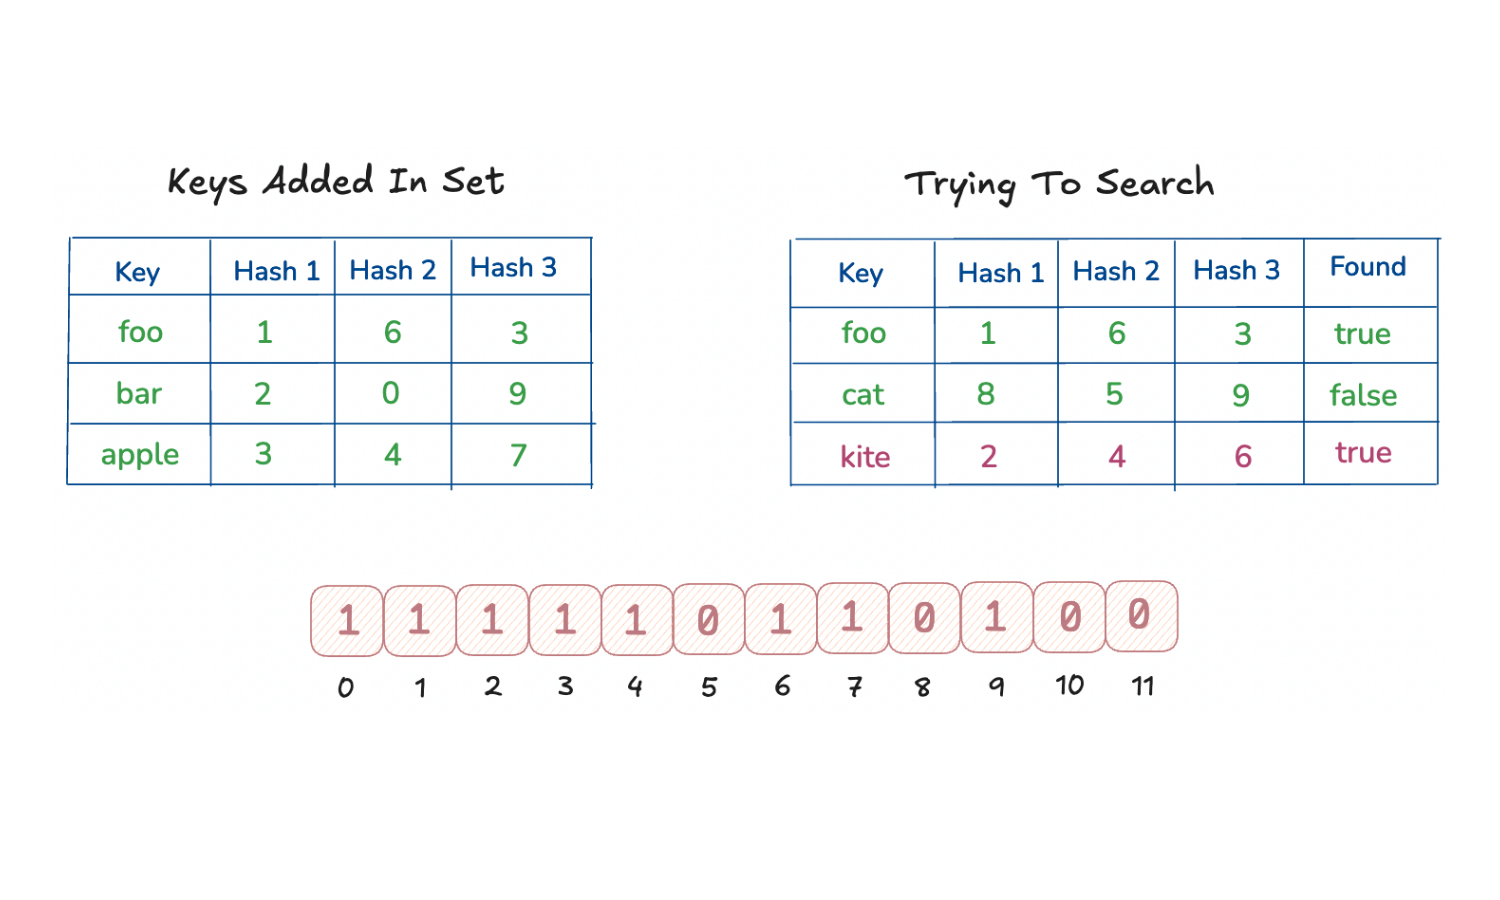 Keys Added In Set
Key Hash 1 Hash 2 Hash 3
foo 1 6 3
bar 2 0 9
apple 3 4 7
Trying To Search
Key Hash 1 Hash 2 Hash 3 Found
foo 1 6 3 true
cat 8 5 9 false
kite 2 4 6 true
1 1 1 1 1 0 1 1 0 1 0 0
0 1 2 3 4 5 6 7 8 9 10 11